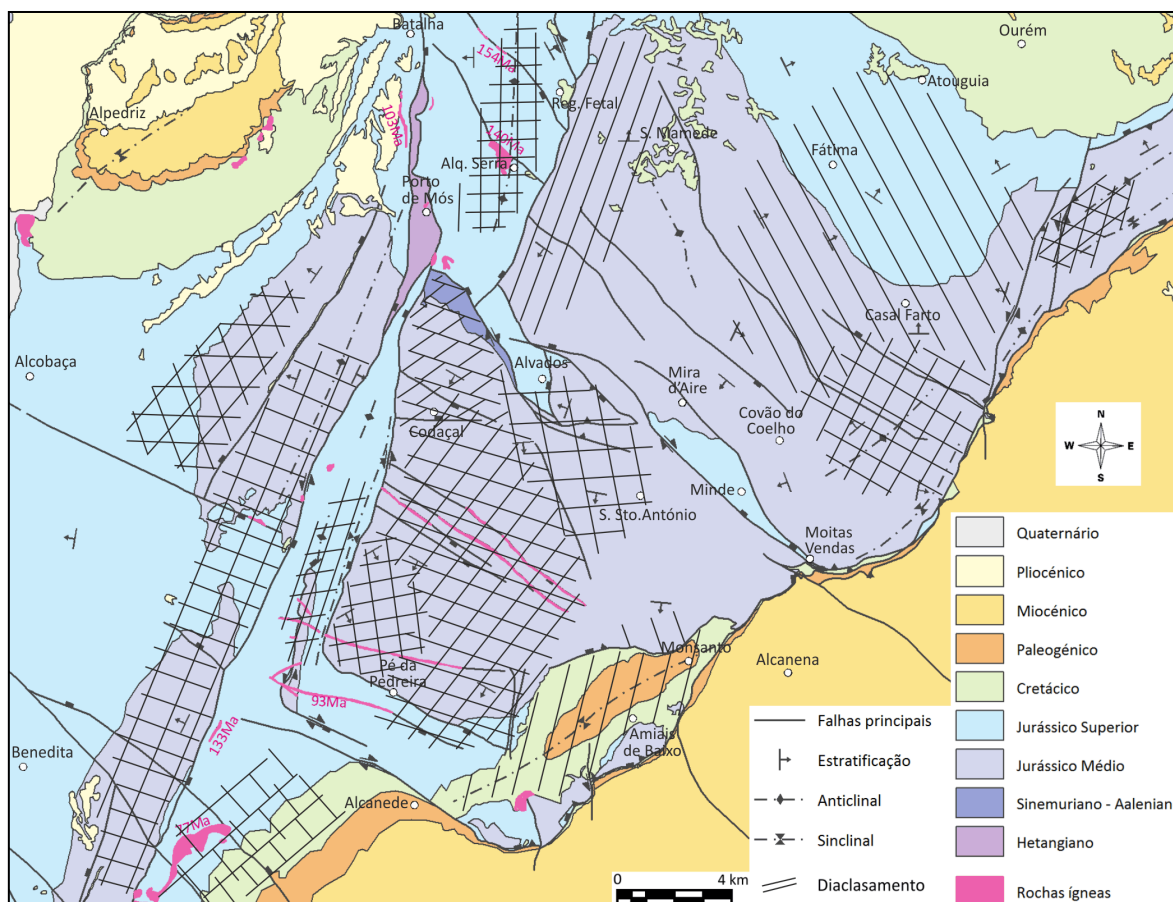 Batalha
Ourém
154Ma
Atouguia
Alpedriz
103Ma
Reg. Fetal
140Ma
S. Mamede
Fátima
Alq. Serra
Porto
de Mós
Casal Farto
Alcobaça
Alvados
Mira
d'Aire
Codaçal
Covão do
Coelho
N
W E
S
Minde
S. Sto.António
Moitas
Vendas
Monsanto
Alcanena
Pé da
Pedreira
93Ma
133Ma
Benedita
Amiais
de Baixo
Alcanede
77Ma
0 4 km
Quaternário
Pliocénico
Miocénico
Paleogénico
Cretácico
Jurássico Superior
Jurássico Médio
Sinemuriano - Aalenian
Hetangiano
Rochas ígneas
Falhas principais
Estratificação
Anticlinal
Sinclinal
Diaclasamento